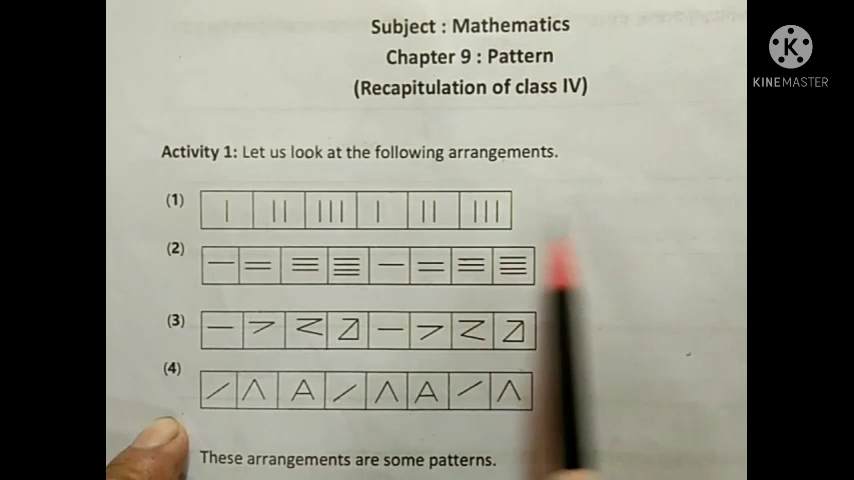 Subject : Mathematics
Chapter 9 : Pattern
(Recapitulation of class IV)
K
KINEMASTER
Activity 1: Let us look at the following arrangements.
(1)
(2)
(3)
(4)
These arrangements are some patterns.